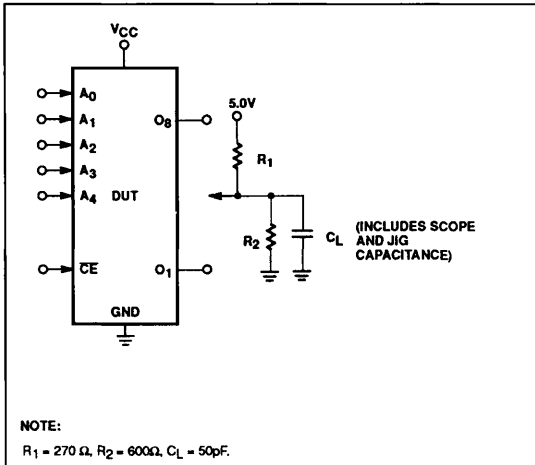 VCC
A0
A1
A2
A3
A4
DUT
CE
GND
O8
O1
5.0V
R1
R2
CL
(INCLUDES SCOPE
AND JIG
CAPACITANCE)
NOTE:
R1 = 270 Ω, R2 = 600Ω, CL = 50pF.